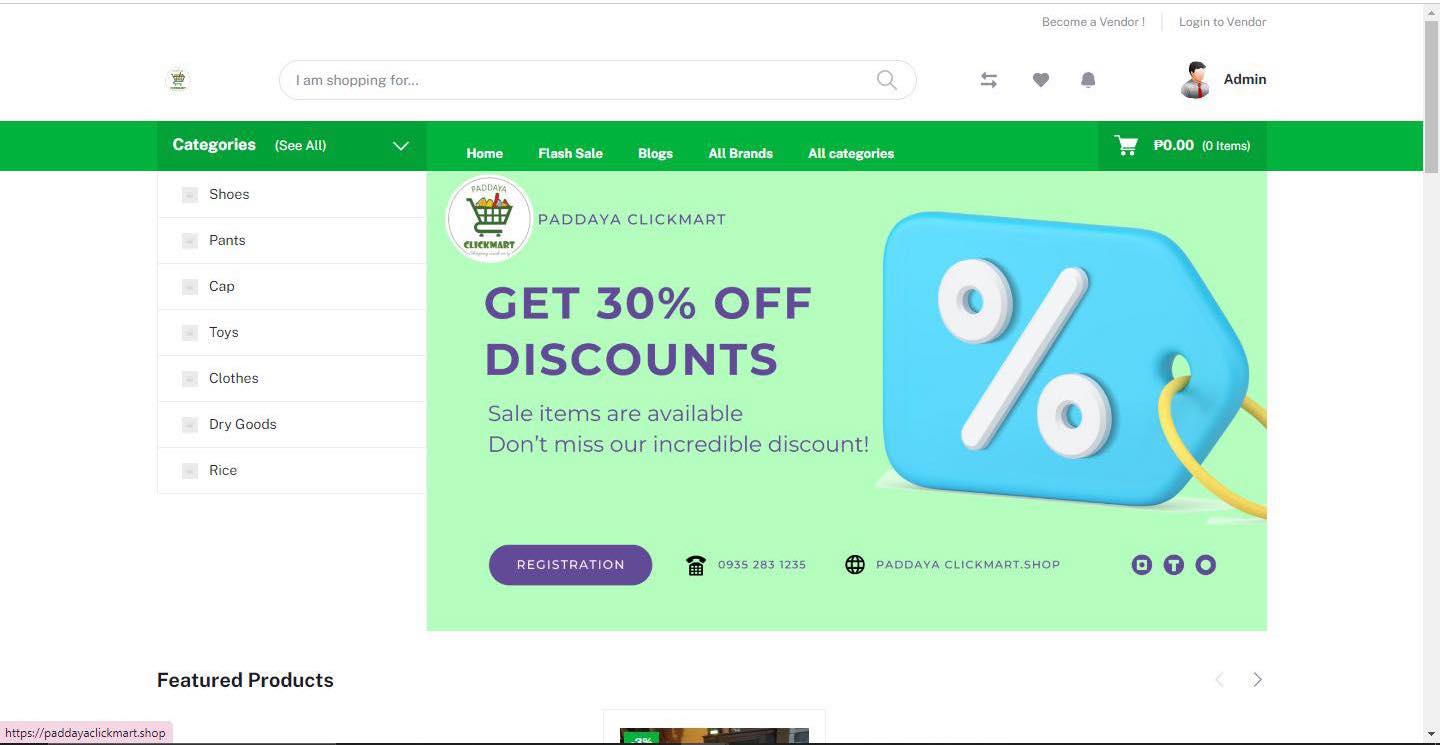 Become a Vendor !
Login to Vendor
I am shopping for...
Admin
Categories (See All)
Home
Flash Sale
Blogs
All Brands
All categories
₱0.00 (0 Items)
Shoes
Pants
Cap
Toys
Clothes
Dry Goods
Rice
PADDAYA
CLICKMART
PADDAYA CLICKMART
GET 30% OFF
DISCOUNTS
Sale items are available
Don't miss our incredible discount!
REGISTRATION
0935 283 1235
PADDAYA CLICKMART.SHOP
Featured Products
-3%
https://paddayaclickmart.shop